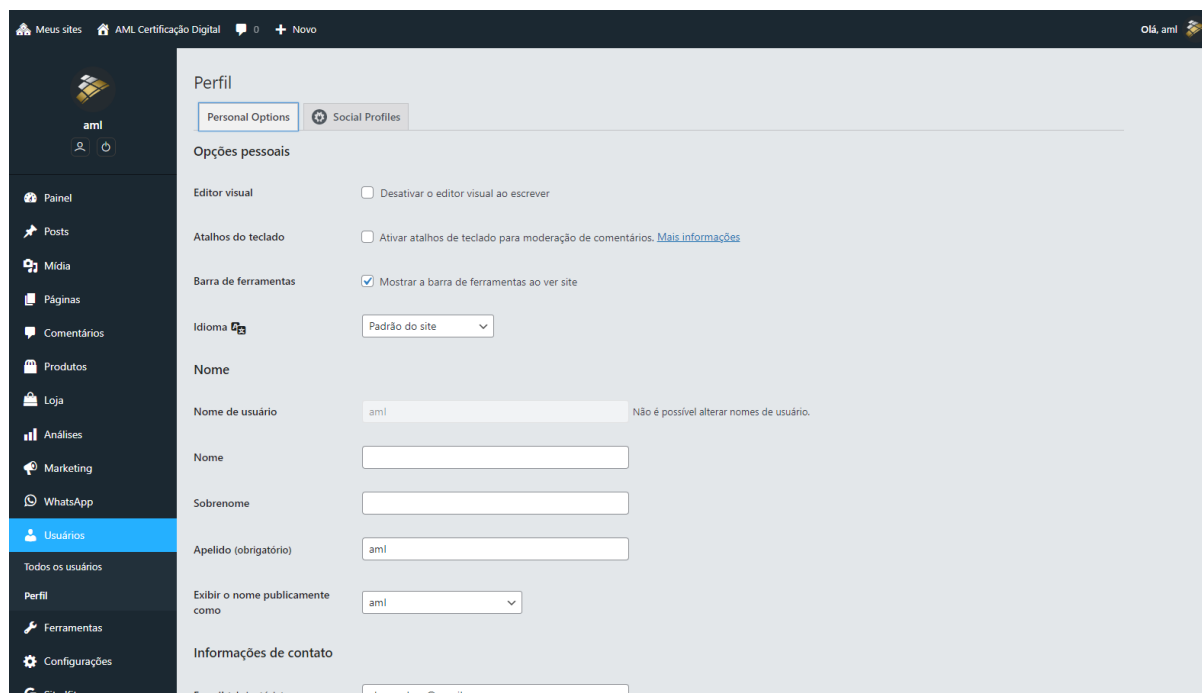 Meus sites AML Certificação Digital 0 Novo Olá, aml
aml
Painel
Posts
Mídia
Páginas
Comentários
Produtos
Loja
Análises
Marketing
WhatsApp
Usuários
Todos os usuários
Perfil
Ferramentas
Configurações
Perfil
Personal Options Social Profiles
Opções pessoais
Editor visual Desativar o editor visual ao escrever
Atalhos do teclado Ativar atalhos de teclado para moderação de comentários. Mais informações
Barra de ferramentas Mostrar a barra de ferramentas ao ver site
Idioma Padrão do site
Nome
Nome de usuário aml Não é possível alterar nomes de usuário.
Nome
Sobrenome
Apelido (obrigatório) aml
Exibir o nome publicamente
como aml
Informações de contato